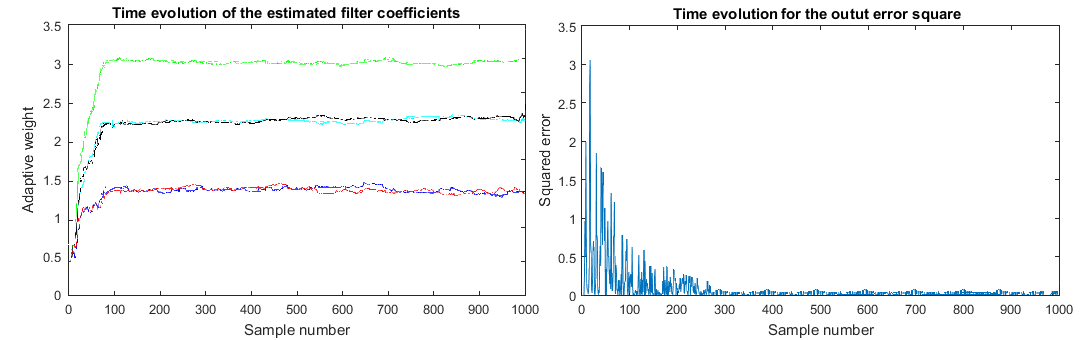 Time evolution of the estimated filter coefficients
3.5
3
2.5
2
1.5
1
0.5
0
Adaptive weight
0 100 200 300 400 500 600 700 800 900 1000
Sample number
Time evolution for the outut error square
3.5
3
2.5
2
1.5
1
0.5
0
Squared error
0 100 200 300 400 500 600 700 800 900 1000
Sample number